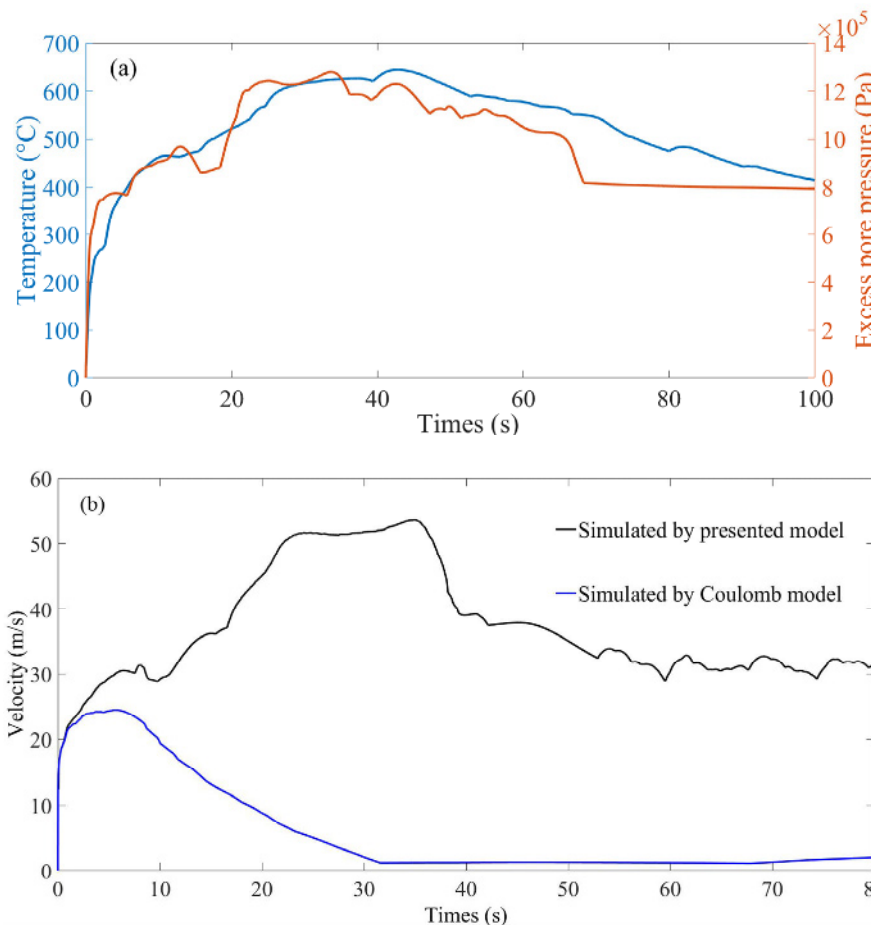 (a)
×10⁵
700
600
500
400
300
200
100
0
Temperature (°C)
14
12
10
8
6
4
2
0
Excess pore pressure (Pa)
0 20 40 60 80 100
Times (s)
(b)
60
50
40
30
20
10
0
Velocity (m/s)
Simulated by presented model
Simulated by Coulomb model
0 10 20 30 40 50 60 70 80
Times (s)